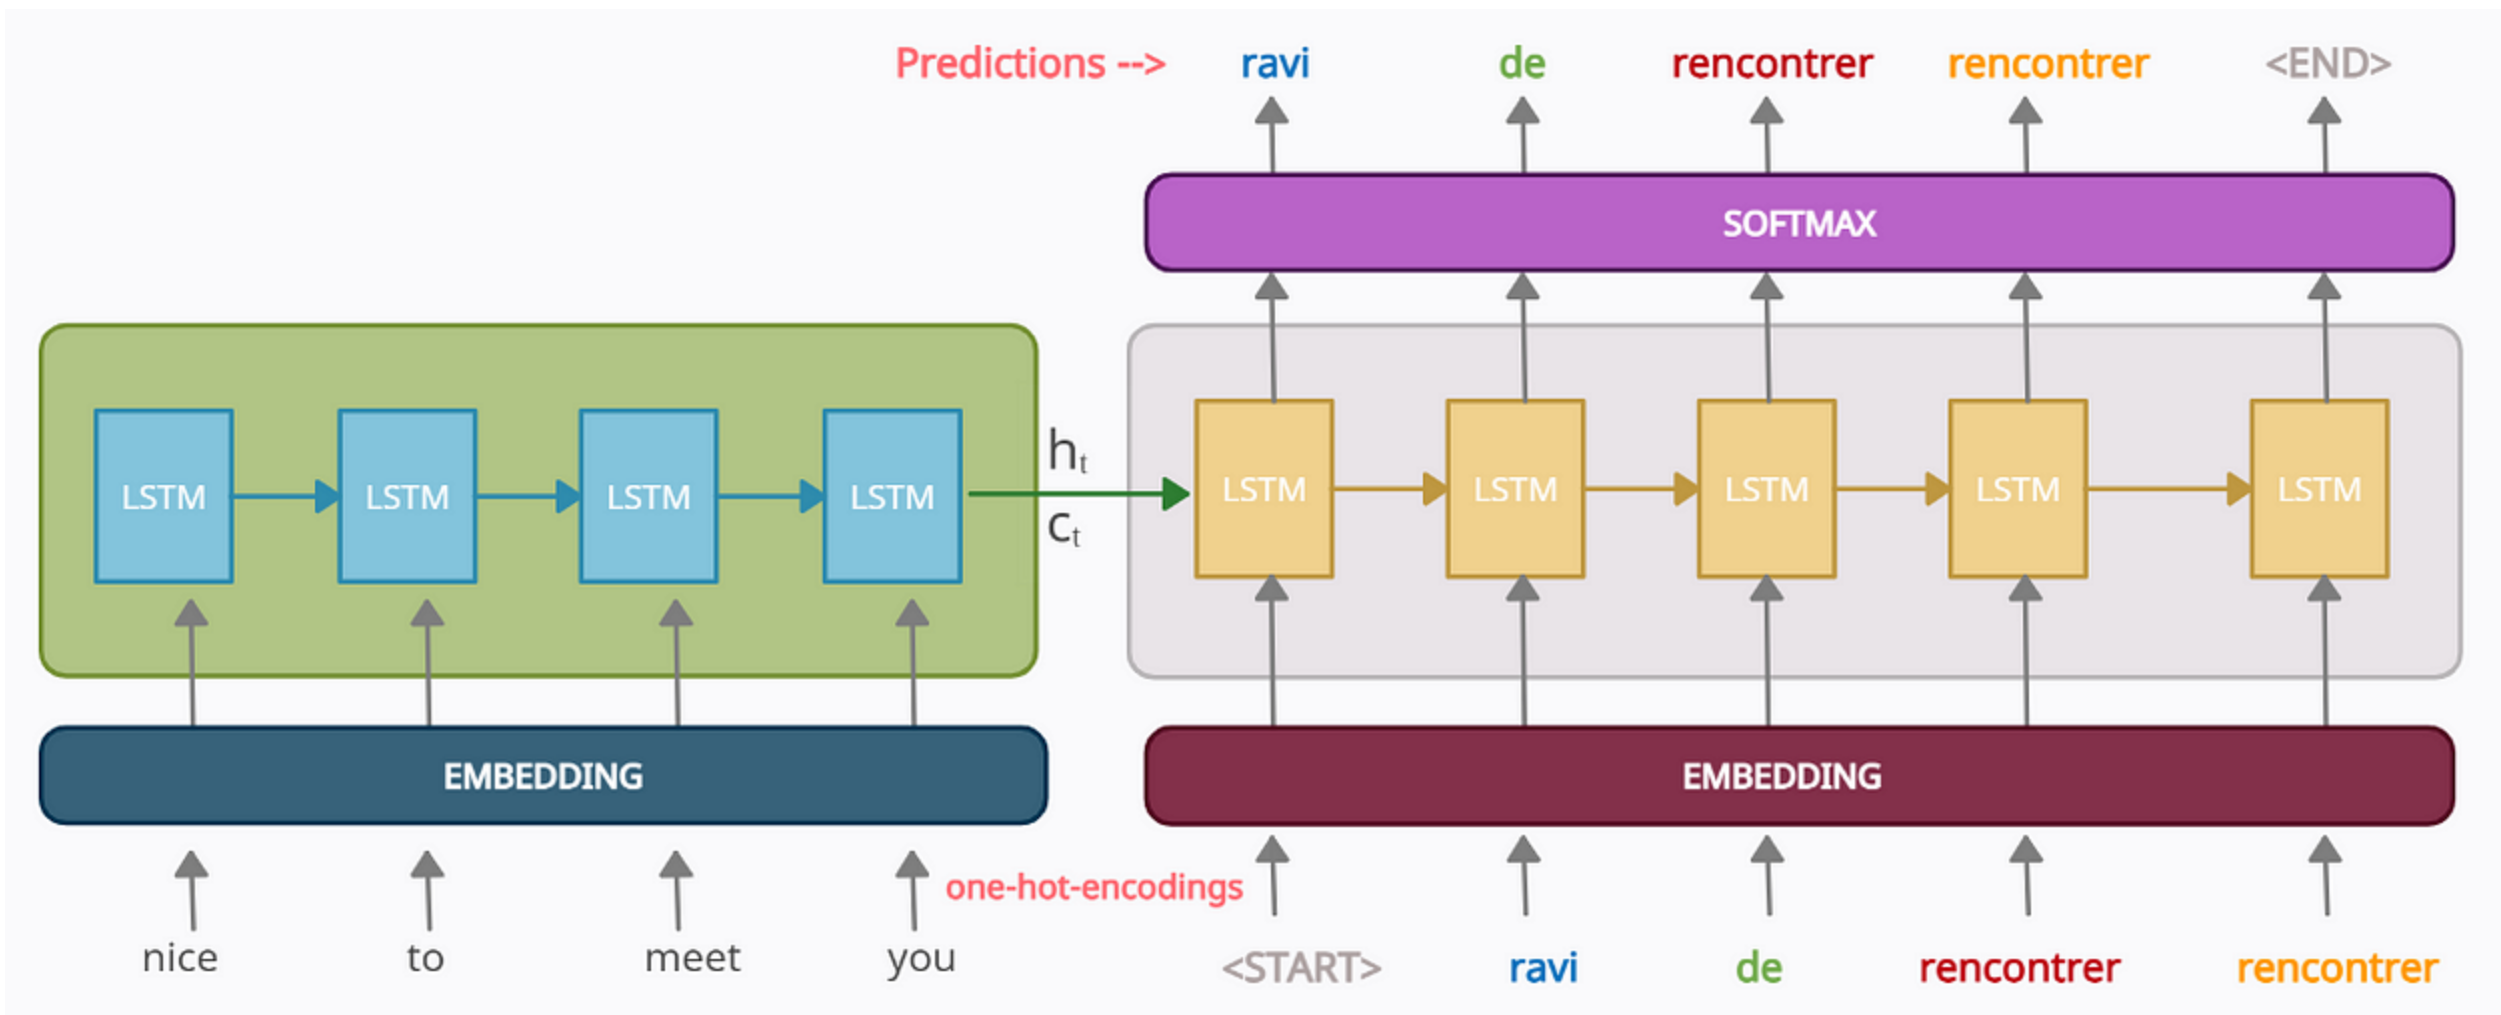 Predictions --> ravi de rencontrer rencontrer <END>
SOFTMAX
LSTM LSTM LSTM LSTM
ht
ct
LSTM LSTM LSTM LSTM LSTM
EMBEDDING
EMBEDDING
one-hot-encodings
nice to meet you
<START> ravi de rencontrer rencontrer